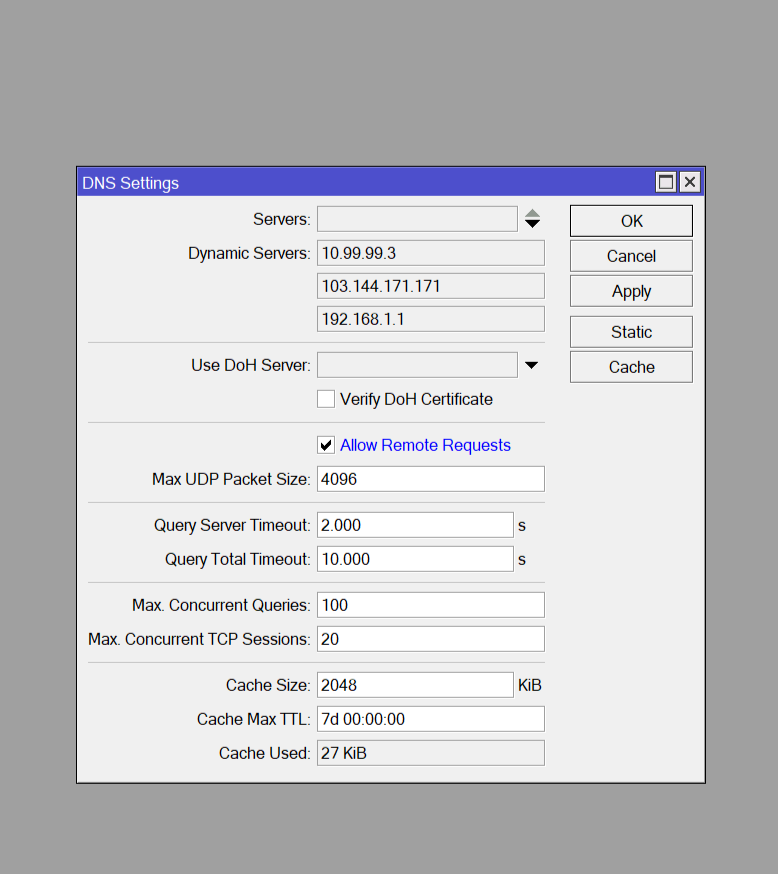 DNS Settings
Servers:
OK
Dynamic Servers: 10.99.99.3
Cancel
103.144.171.171
Apply
192.168.1.1
Static
Use DoH Server:
Cache
Verify DoH Certificate
Allow Remote Requests
Max UDP Packet Size: 4096
Query Server Timeout: 2.000 s
Query Total Timeout: 10.000 s
Max. Concurrent Queries: 100
Max. Concurrent TCP Sessions: 20
Cache Size: 2048 KiB
Cache Max TTL: 7d 00:00:00
Cache Used: 27 KiB